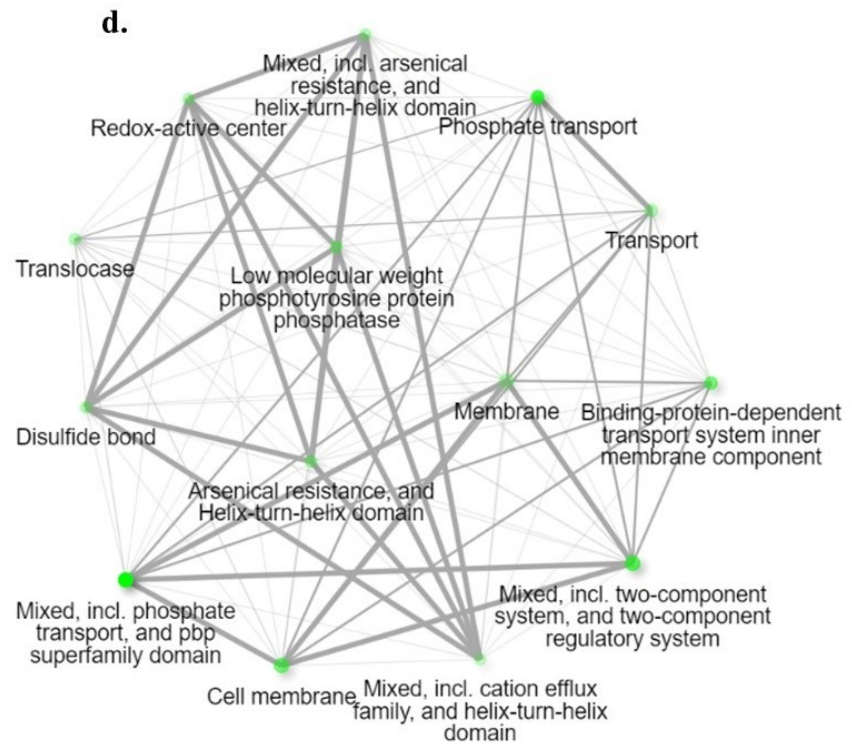 d.
Mixed, incl. arsenical
resistance, and
helix-turn-helix domain
Redox-active center
Phosphate transport
Transport
Translocase
Low molecular weight
phosphotyrosine protein
phosphatase
Membrane
Binding-protein-dependent
transport system inner
membrane component
Disulfide bond
Arsenical resistance, and
Helix-turn-helix domain
Mixed, incl. phosphate
transport, and pbp
superfamily domain
Mixed, incl. two-component
system, and two-component
regulatory system
Cell membrane
Mixed, incl. cation efflux
family, and helix-turn-helix
domain